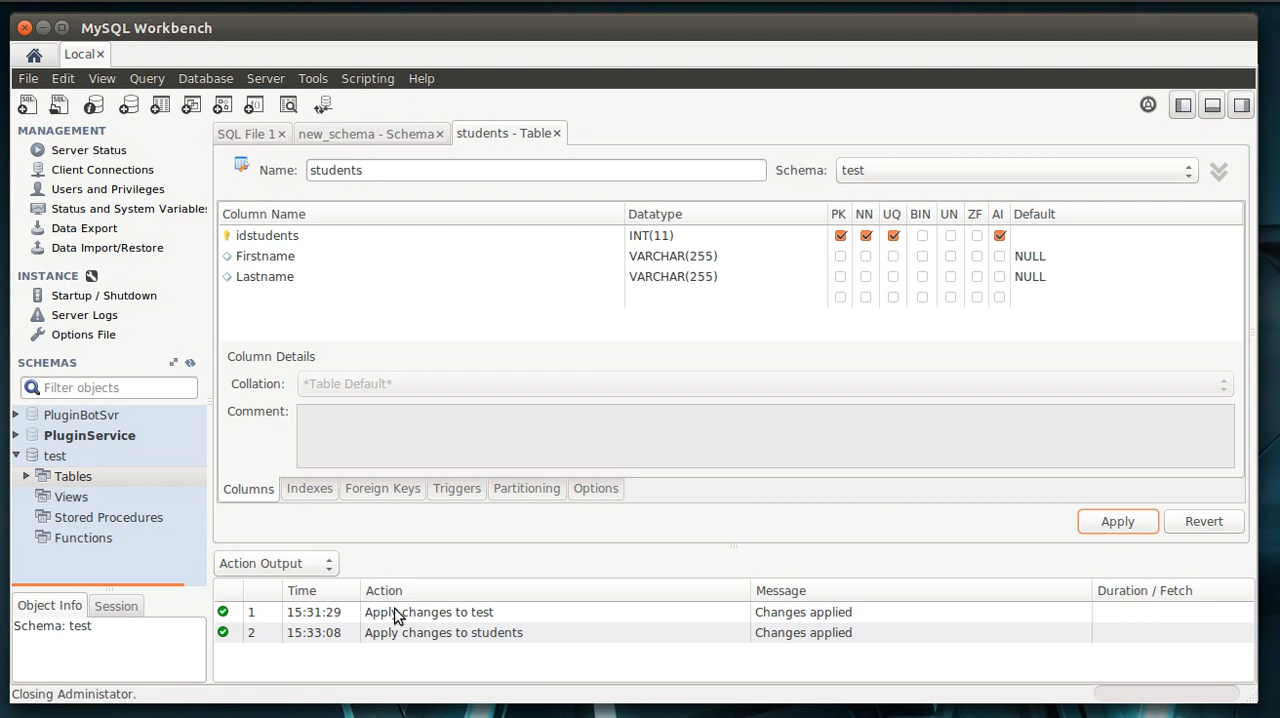 MySQL Workbench
Local
File Edit View Query Database Server Tools Scripting Help
MANAGEMENT
Server Status
Client Connections
Users and Privileges
Status and System Variables
Data Export
Data Import/Restore
INSTANCE
Startup / Shutdown
Server Logs
Options File
SCHEMAS
Filter objects
PluginBotSvr
PluginService
test
Tables
Views
Stored Procedures
Functions
Object Info Session
Schema: test
SQL File 1 new_schema - Schema students - Table
Name: students Schema: test
Column Name Datatype PK NN UQ BIN UN ZF AI Default
idstudents INT(11)
Firstname VARCHAR(255) NULL
Lastname VARCHAR(255) NULL
Column Details
Collation: *Table Default*
Comment:
Columns Indexes Foreign Keys Triggers Partitioning Options
Apply Revert
Action Output
Time Action Message Duration / Fetch
1 15:31:29 Apply changes to test Changes applied
2 15:33:08 Apply changes to students Changes applied
Closing Administator.